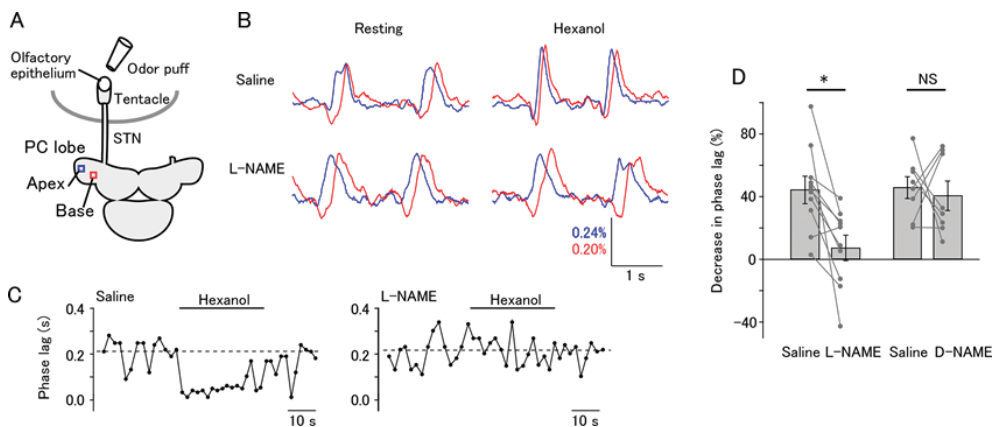 A
Olfactory
epithelium
Odor puff
Tentacle
STN
PC lobe
Apex
Base
B
Resting
Hexanol
Saline
L-NAME
0.24%
0.20%
1 s
C
Saline
Hexanol
Phase lag (s)
0.4
0.2
0.0
10 s
L-NAME
Hexanol
0.4
0.2
0.0
10 s
D
*
NS
Decrease in phase lag (%)
80
40
0
-40
Saline L-NAME
Saline D-NAME